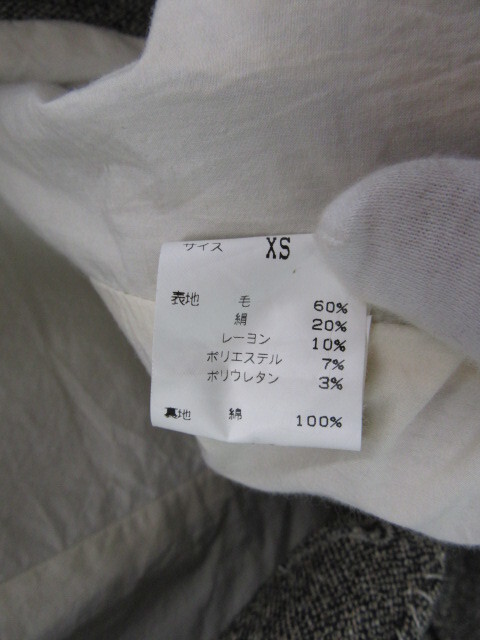 サイズ XS
表地 毛 60%
絹 20%
レーヨン 10%
ポリエステル 7%
ポリウレタン 3%
裏地 綿 100%